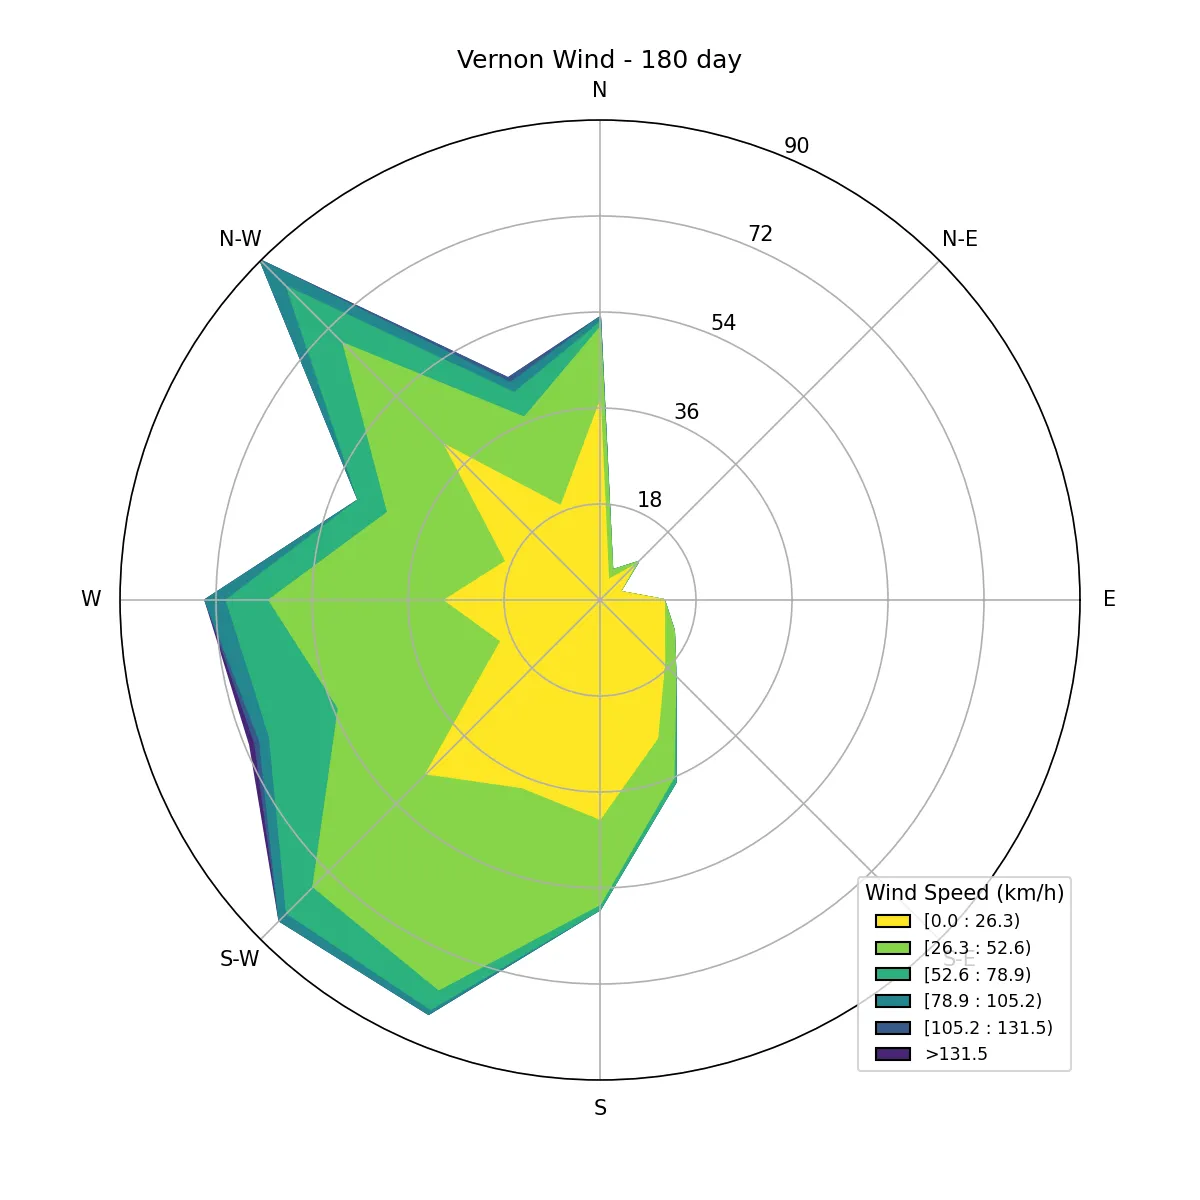 Vernon Wind - 180 day
N
90
N-W
72
N-E
54
36
18
W
E
S-W
S-E
S
Wind Speed (km/h)
[0.0 : 26.3)
[26.3 : 52.6)
[52.6 : 78.9)
[78.9 : 105.2)
[105.2 : 131.5)
>131.5